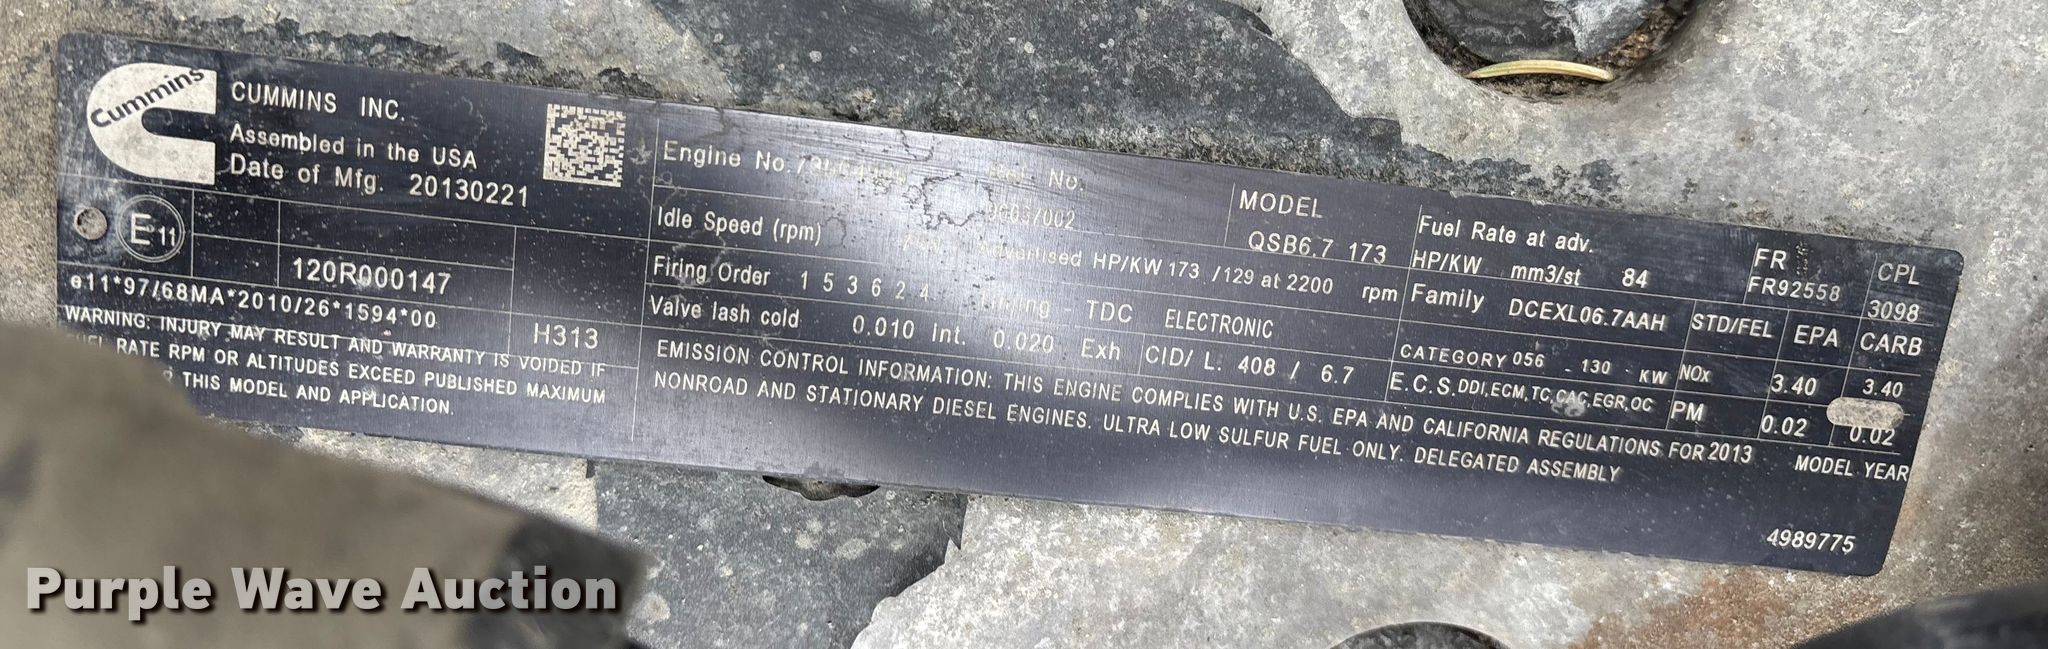 Cummins
CUMMINS INC.
Assembled in the USA
Date of Mfg. 20130221
E11
120R000147
e11*97/68MA*2010/26*1594*00
H313
WARNING: INJURY MAY RESULT AND WARRANTY IS VOIDED IF
RATE RPM OR ALTITUDES EXCEED PUBLISHED MAXIMUM
THIS MODEL AND APPLICATION.
Engine No.
Ref. No.
Idle Speed (rpm)
MODEL
QSB6.7 173
Fuel Rate at adv.
HP/KW mm3/st 84
FR
FR92558
CPL
3098
Firing Order 1 5 3 6 2 4
Advertised HP/KW 173 /129 at 2200 rpm
Family DCEXL06.7AAH
STD/FEL EPA CARB
Valve lash cold 0.010 Int. 0.020 Exh
Timing - TDC ELECTRONIC
CID/ L. 408 / 6.7
CATEGORY 056 - 130 KW
E.C.S. DDI,ECM,TC,CAC,EGR,OC
NOx 3.40 3.40
PM 0.02 0.02
EMISSION CONTROL INFORMATION: THIS ENGINE COMPLIES WITH U.S. EPA AND CALIFORNIA REGULATIONS FOR 2013 MODEL YEAR
NONROAD AND STATIONARY DIESEL ENGINES. ULTRA LOW SULFUR FUEL ONLY. DELEGATED ASSEMBLY
4989775
Purple Wave Auction